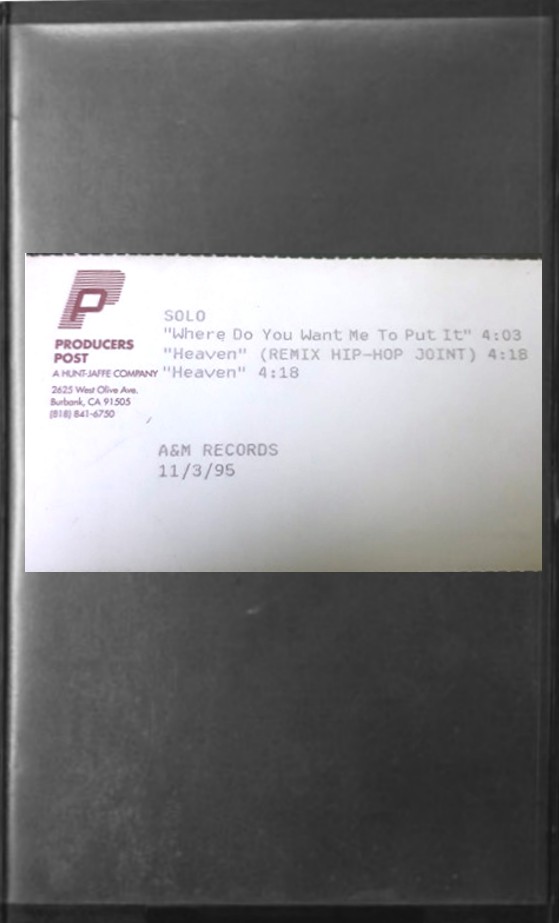 P
PRODUCERS
POST
A HUNT-JAFFE COMPANY
2625 West Olive Ave.
Burbank, CA 91505
(818) 841-6750
SOLO
"Where Do You Want Me To Put It" 4:03
"Heaven" (REMIX HIP-HOP JOINT) 4:18
"Heaven" 4:18
A&M RECORDS
11/3/95